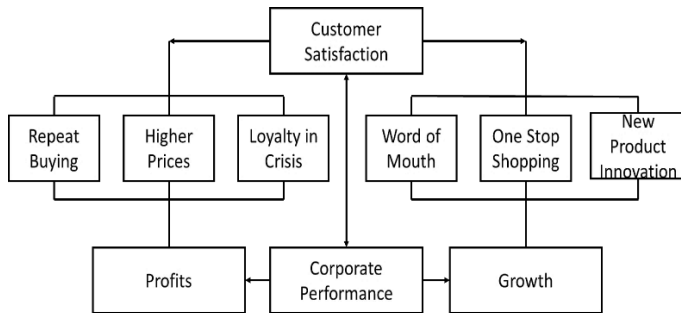 Customer
Satisfaction
Repeat
Buying
Higher
Prices
Loyalty in
Crisis
Word of
Mouth
One Stop
Shopping
New
Product
Innovation
Profits
Corporate
Performance
Growth